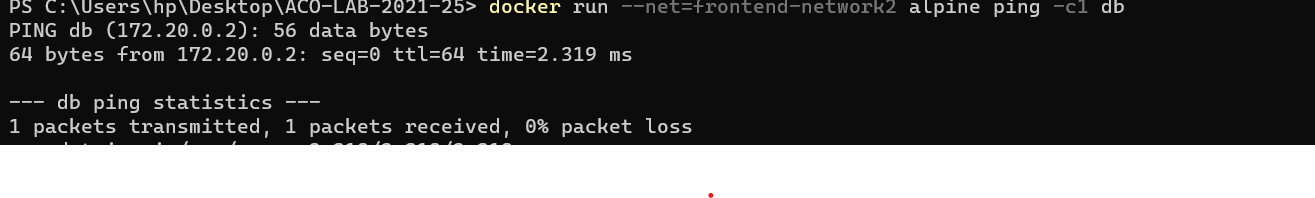 PS C:\Users\hp\Desktop\ACO-LAB-2021-25> docker run --net=frontend-network2 alpine ping -c1 db
PING db (172.20.0.2): 56 data bytes
64 bytes from 172.20.0.2: seq=0 ttl=64 time=2.319 ms
--- db ping statistics ---
1 packets transmitted, 1 packets received, 0% packet loss